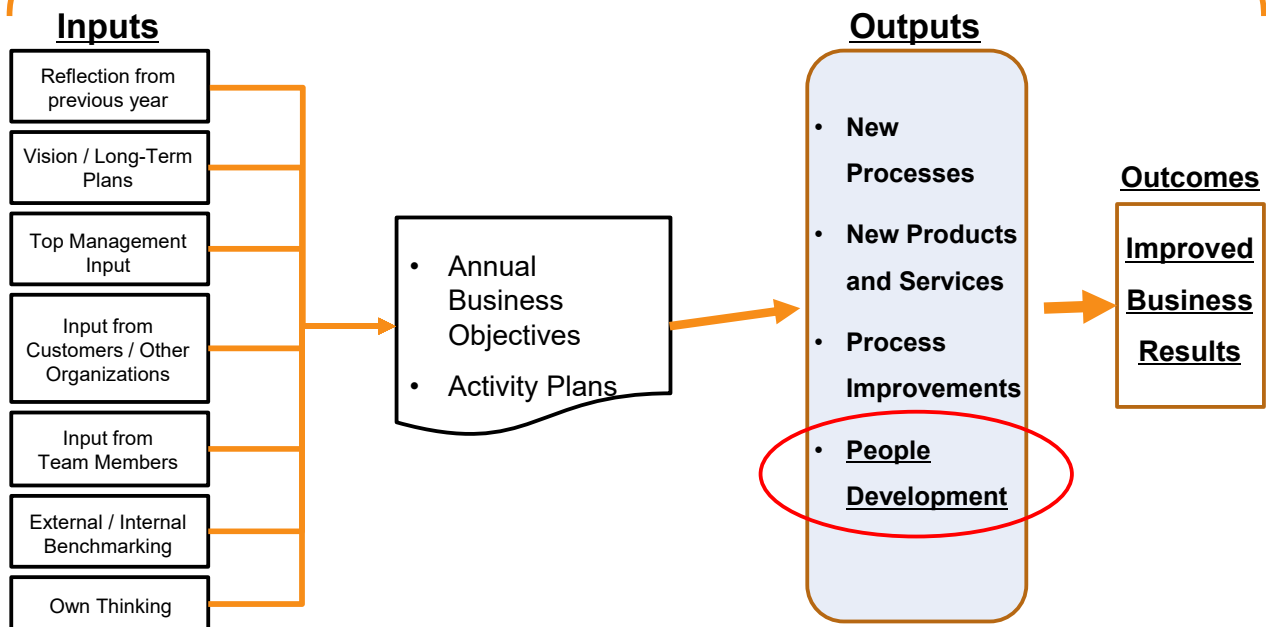 Inputs
Reflection from
previous year
Vision / Long-Term
Plans
Top Management
Input
Input from
Customers / Other
Organizations
Input from
Team Members
External / Internal
Benchmarking
Own Thinking
• Annual
Business
Objectives
• Activity Plans
Outputs
• New
Processes
• New Products
and Services
• Process
Improvements
• People
Development
Outcomes
Improved
Business
Results